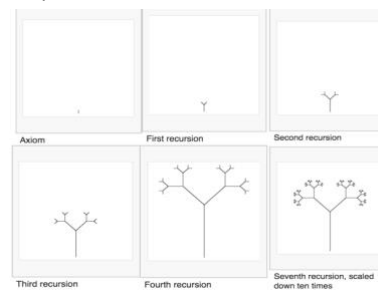 Axiom
First recursion
Second recursion
Third recursion
Fourth recursion
Seventh recursion, scaled
down ten times